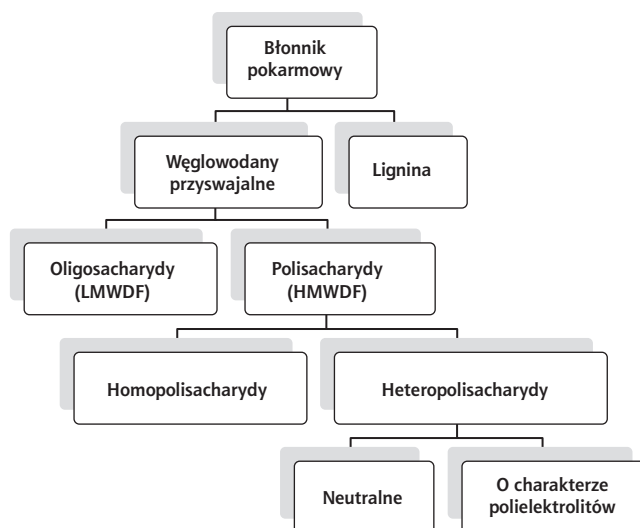 Błonnik
pokarmowy
Węglowodany
przyswajalne
Lignina
Oligosacharydy
(LMWDF)
Polisacharydy
(HMWDF)
Homopolisacharydy
Heteropolisacharydy
Neutralne
O charakterze
polielektrolitów